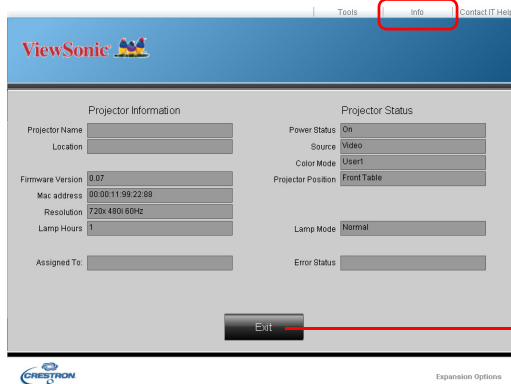 Tools Info Contact IT Help
ViewSonic
Projector Information
Projector Name
Location
Firmware Version 0.07
Mac address 00:00:11:99:22:88
Resolution 720x 480i 60Hz
Lamp Hours 1
Assigned To:
Projector Status
Power Status On
Source Video
Color Mode User1
Projector Position Front Table
Lamp Mode Normal
Error Status
Exit
CRESTRON
Expansion Options